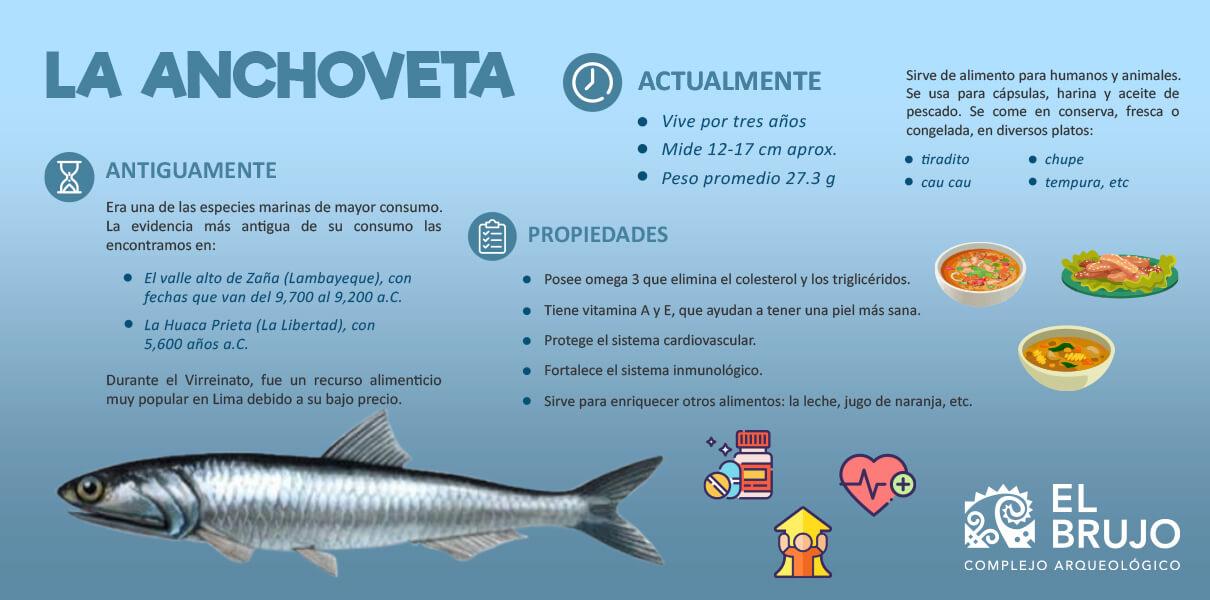 LA ANCHOVETA
ANTIGUAMENTE
Era una de las especies marinas de mayor consumo.
La evidencia más antigua de su consumo las
encontramos en:
El valle alto de Zaña (Lambayeque), con
fechas que van del 9,700 al 9,200 a.C.
La Huaca Prieta (La Libertad), con
5,600 años a.C.
Durante el Virreinato, fue un recurso alimenticio
muy popular en Lima debido a su bajo precio.
ACTUALMENTE
Vive por tres años
Mide 12-17 cm aprox.
Peso promedio 27.3 g
Sirve de alimento para humanos y animales.
Se usa para cápsulas, harina y aceite de
pescado. Se come en conserva, fresca o
congelada, en diversos platos:
tiradito
cau cau
chupe
tempura, etc
PROPIEDADES
Posee omega 3 que elimina el colesterol y los triglicéridos.
Tiene vitamina A y E, que ayudan a tener una piel más sana.
Protege el sistema cardiovascular.
Fortalece el sistema inmunológico.
Sirve para enriquecer otros alimentos: la leche, jugo de naranja, etc.
EL
BRUJO
COMPLEJO ARQUEOLÓGICO